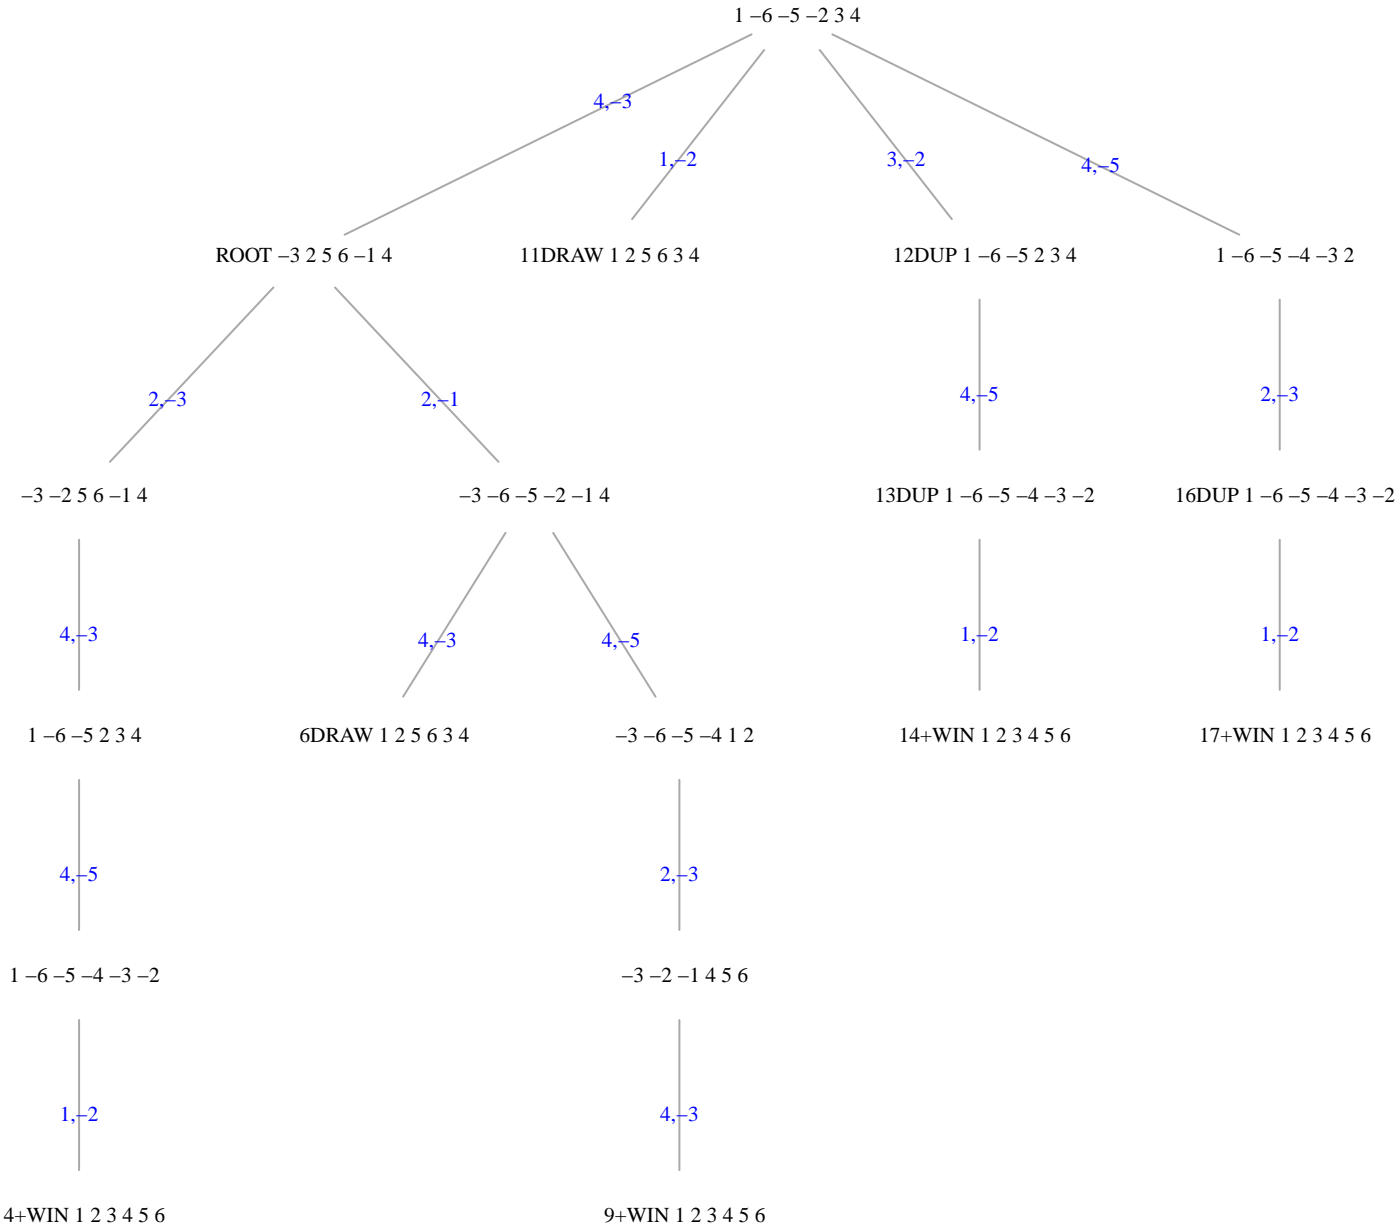 1 –6 –5 –2 3 4
4,–3
1,–2
3,–2
4,–5
ROOT –3 2 5 6 –1 4
11DRAW 1 2 5 6 3 4
12DUP 1 –6 –5 2 3 4
1 –6 –5 –4 –3 2
2,–3
2,–1
4,–5
2,–3
–3 –2 5 6 –1 4
–3 –6 –5 –2 –1 4
13DUP 1 –6 –5 –4 –3 –2
16DUP 1 –6 –5 –4 –3 –2
4,–3
4,–3
4,–5
1,–2
1,–2
1 –6 –5 2 3 4
6DRAW 1 2 5 6 3 4
–3 –6 –5 –4 1 2
14+WIN 1 2 3 4 5 6
17+WIN 1 2 3 4 5 6
4,–5
2,–3
1 –6 –5 –4 –3 –2
–3 –2 –1 4 5 6
1,–2
4,–3
4+WIN 1 2 3 4 5 6
9+WIN 1 2 3 4 5 6